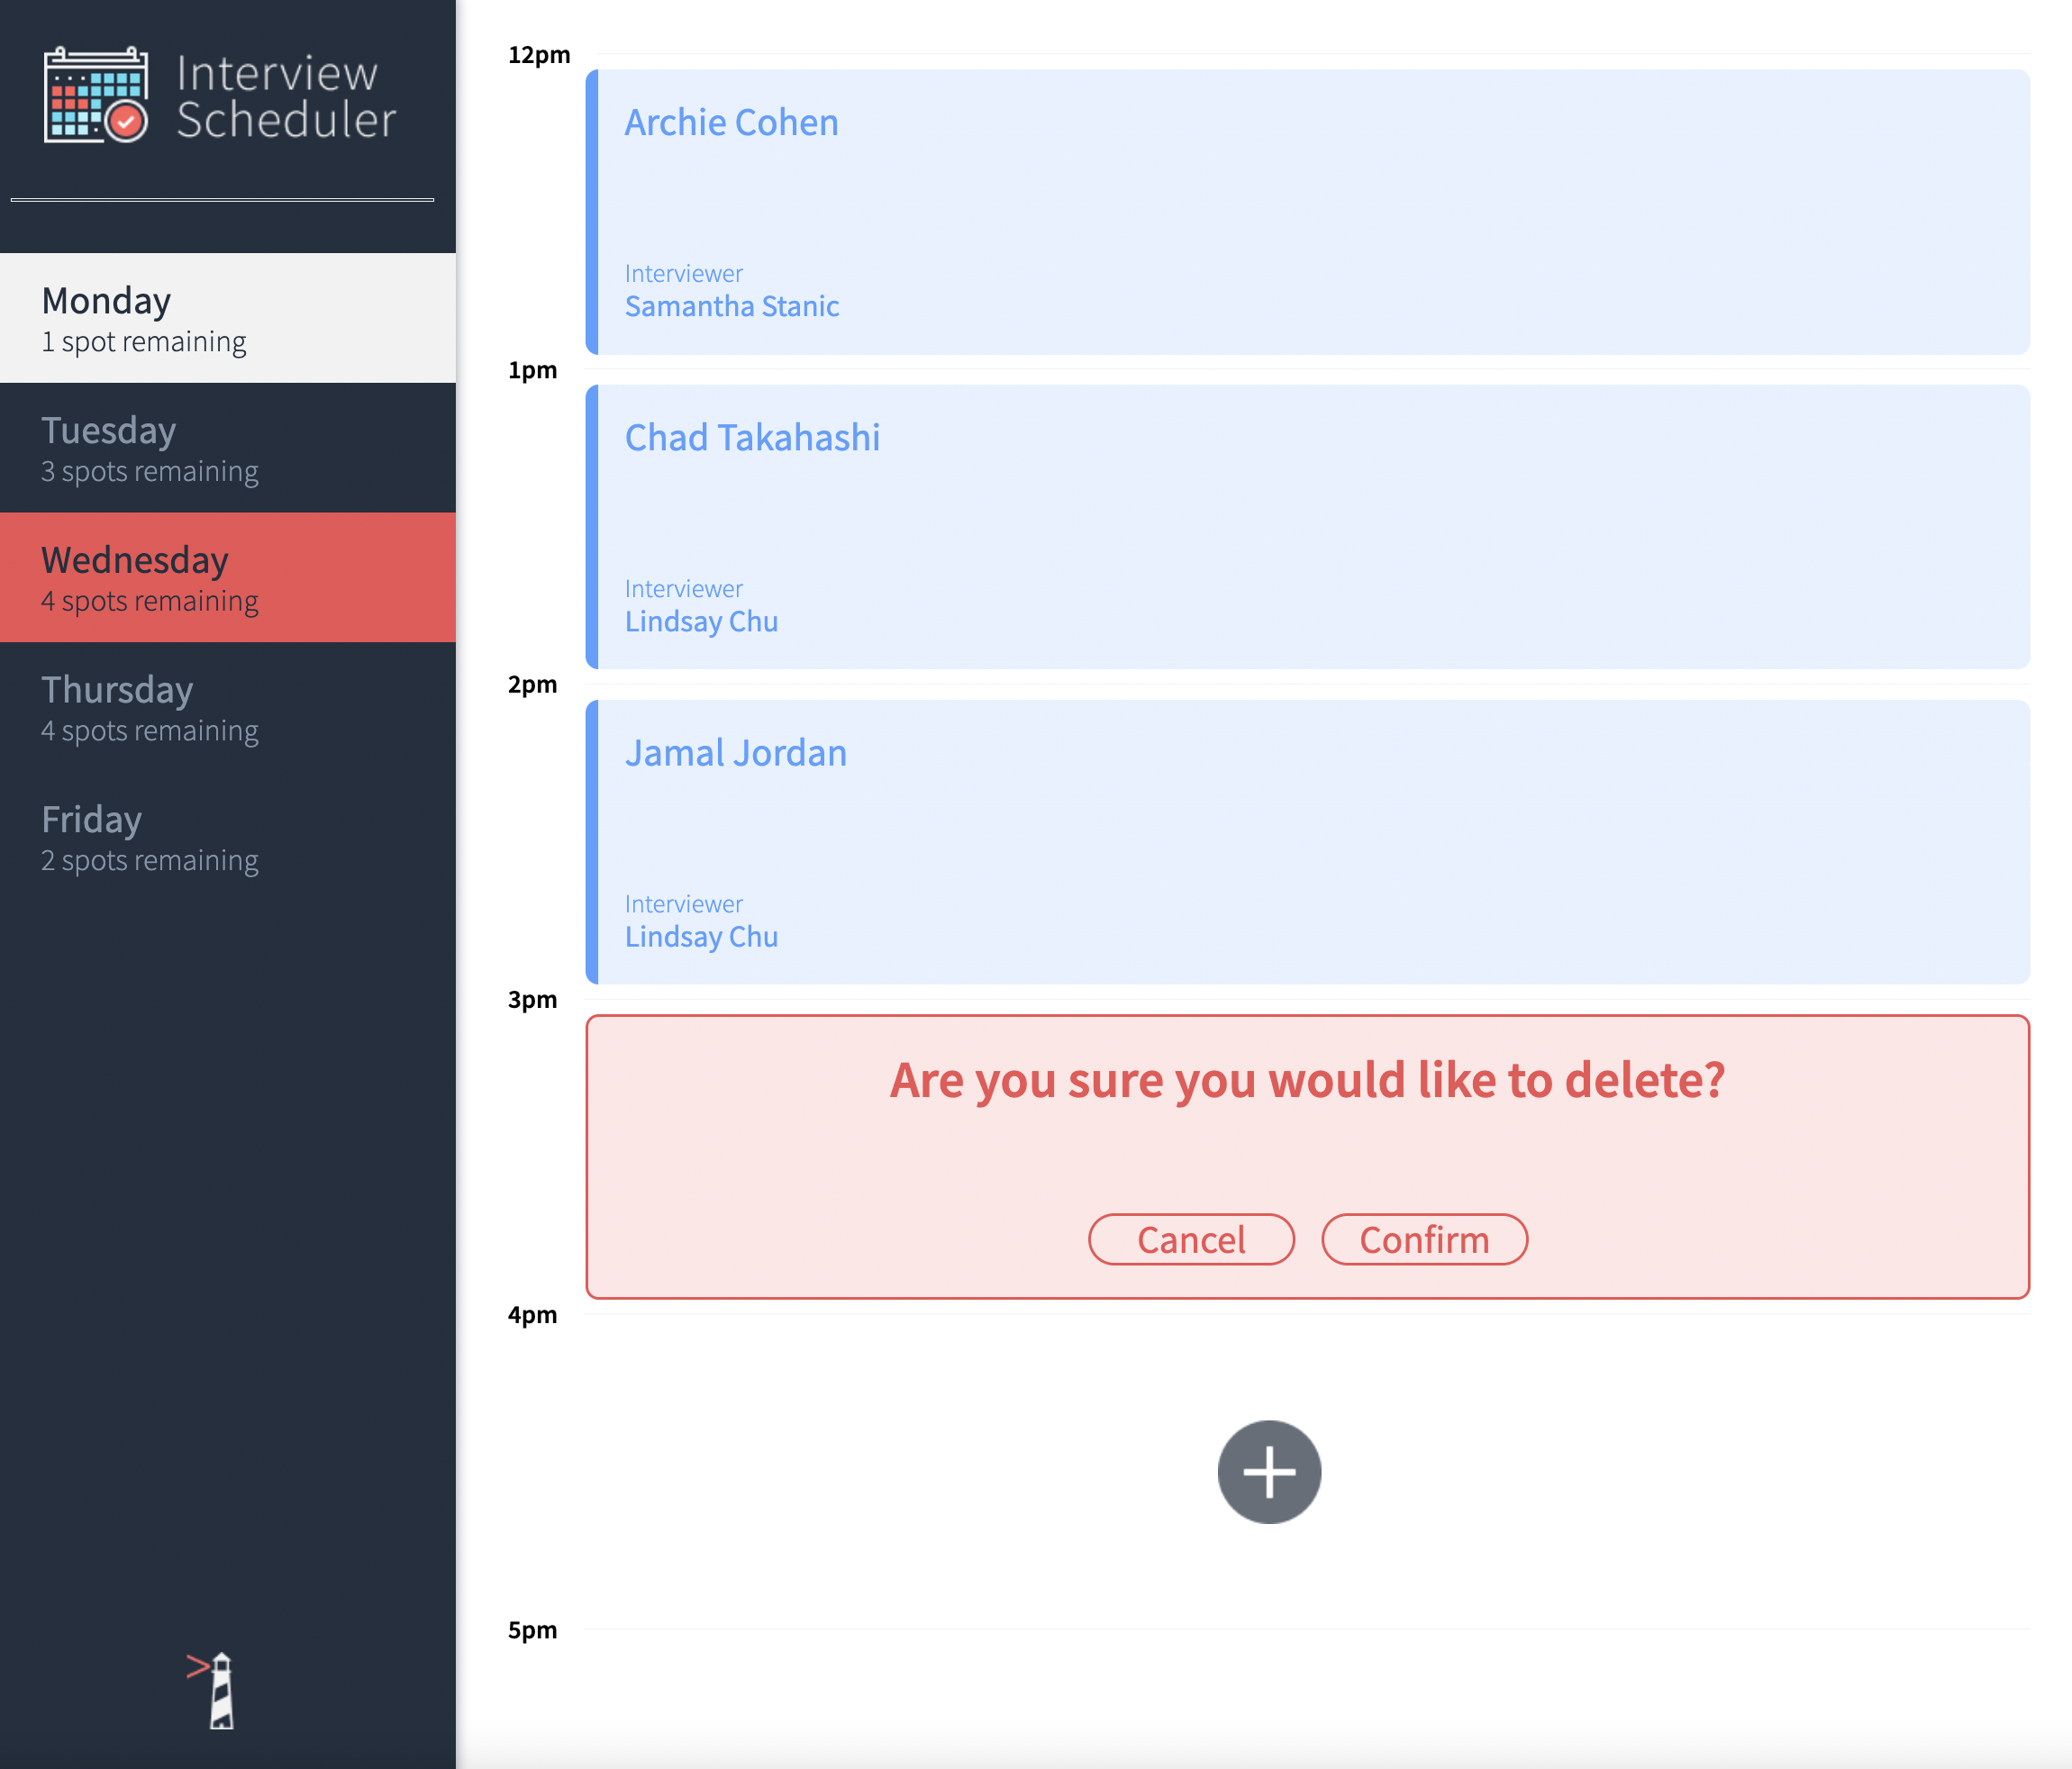 Interview
Scheduler
Monday
1 spot remaining
Tuesday
3 spots remaining
Wednesday
4 spots remaining
Thursday
4 spots remaining
Friday
2 spots remaining
12pm
Archie Cohen
Interviewer
Samantha Stanic
1pm
Chad Takahashi
Interviewer
Lindsay Chu
2pm
Jamal Jordan
Interviewer
Lindsay Chu
3pm
Are you sure you would like to delete?
Cancel Confirm
4pm
5pm